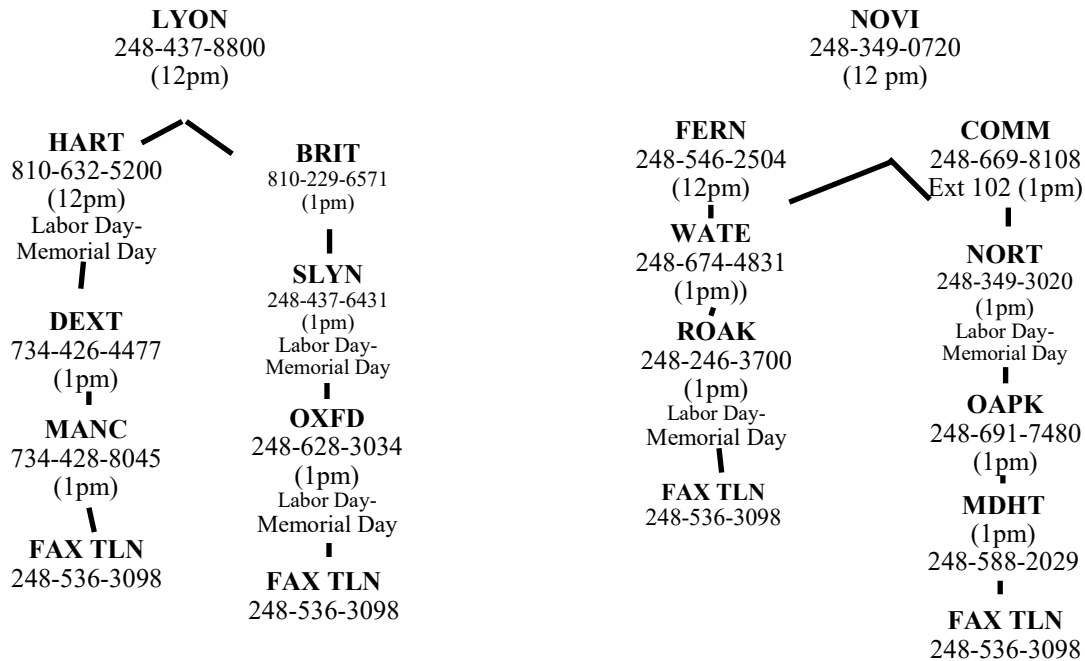 LYON
248-437-8800
(12pm)
HART
810-632-5200
(12pm)
Labor Day-
Memorial Day
DEXT
734-426-4477
(1pm)
MANC
734-428-8045
(1pm)
FAX TLN
248-536-3098
BRIT
810-229-6571
(1pm)
SLYN
248-437-6431
(1pm)
Labor Day-
Memorial Day
OXFD
248-628-3034
(1pm)
Labor Day-
Memorial Day
FAX TLN
248-536-3098
NOVI
248-349-0720
(12 pm)
FERN
248-546-2504
(12pm)
WATE
248-674-4831
(1pm))
ROAK
248-246-3700
(1pm)
Labor Day-
Memorial Day
FAX TLN
248-536-3098
COMM
248-669-8108
Ext 102 (1pm)
NORT
248-349-3020
(1pm)
Labor Day-
Memorial Day
OAPK
248-691-7480
(1pm)
MDHT
(1pm)
248-588-2029
FAX TLN
248-536-3098